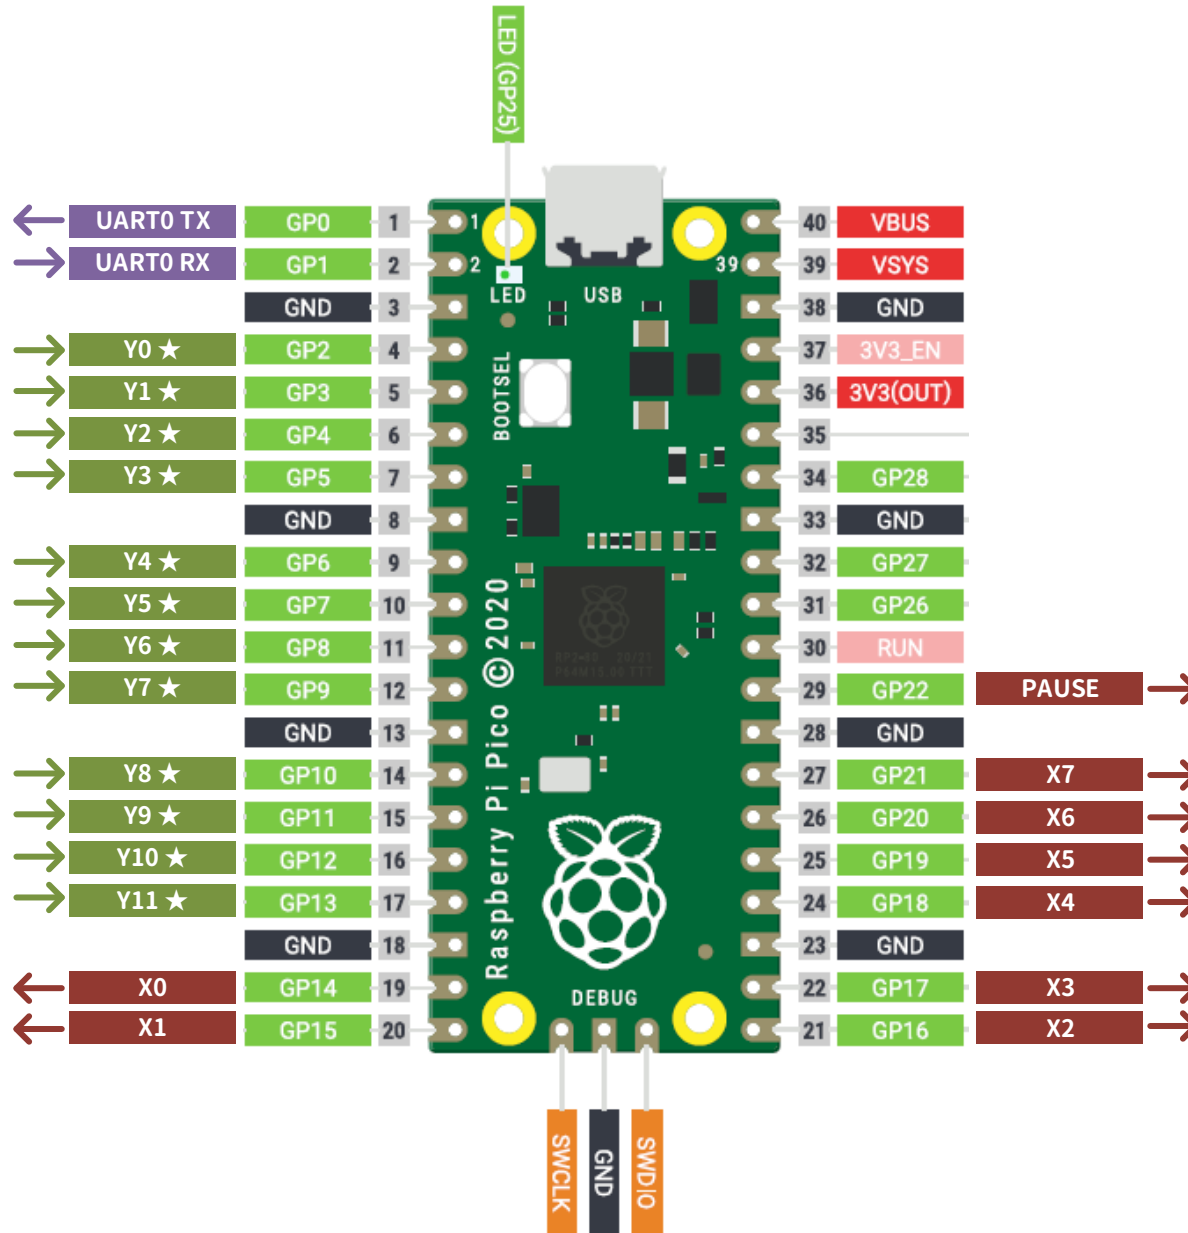 LED (GP25)
UART0 TX GP0 1 1 40 VBUS
UART0 RX GP1 2 2 39 39 VSYS
LED USB
GND 3 38 GND
Y0 ★ GP2 4 37 3V3_EN
Y1 ★ GP3 5 36 3V3(OUT)
BOOTSEL
Y2 ★ GP4 6 35
Y3 ★ GP5 7 34 GP28
GND 8 33 GND
Y4 ★ GP6 9 32 GP27
Y5 ★ GP7 10 31 GP26
Y6 ★ GP8 11 30 RUN
Y7 ★ GP9 12 29 GP22 PAUSE
GND 13 28 GND
Y8 ★ GP10 14 27 GP21 X7
Y9 ★ GP11 15 26 GP20 X6
Y10 ★ GP12 16 25 GP19 X5
Y11 ★ GP13 17 24 GP18 X4
GND 18 23 GND
X0 GP14 19 22 GP17 X3
X1 GP15 20 21 GP16 X2
Raspberry Pi Pico ©2020
DEBUG
SWCLK GND SWDIO